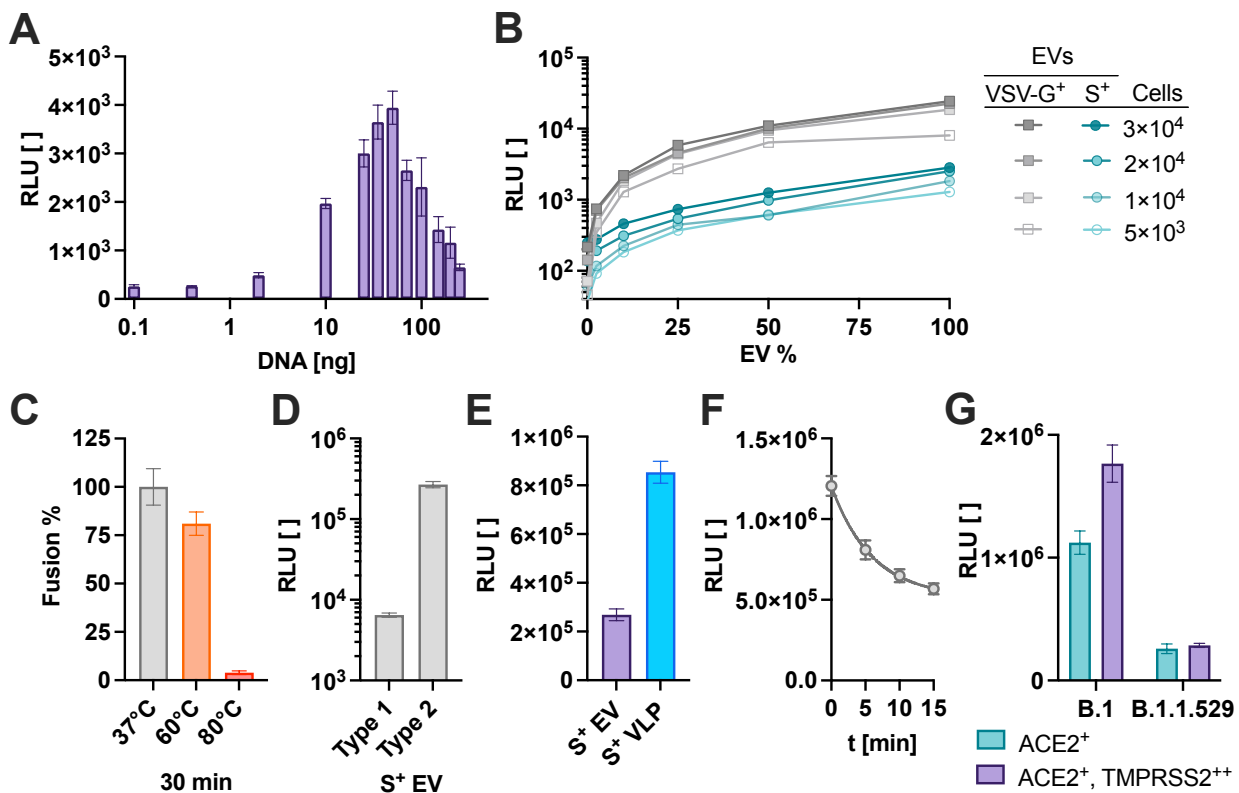 A
5×10³
4×10³
3×10³
2×10³
1×10³
0
RLU [ ]
0.1
1
10
100
DNA [ng]
B
10⁵
10⁴
10³
10²
RLU [ ]
0
25
50
75
100
EV %
EVs
VSV-G⁺ S⁺ Cells
3×10⁴
2×10⁴
1×10⁴
5×10³
C
125
100
75
50
25
0
Fusion %
37°C
60°C
80°C
30 min
D
10⁶
10⁵
10⁴
10³
RLU [ ]
Type 1
Type 2
S⁺ EV
E
1×10⁶
8×10⁵
6×10⁵
4×10⁵
2×10⁵
0
RLU [ ]
S⁺ EV
S⁺ VLP
F
1.5×10⁶
1.0×10⁶
5.0×10⁵
0.0
RLU [ ]
0 5 10 15
t [min]
G
2×10⁶
1×10⁶
0
RLU [ ]
B.1 B.1.1.529
ACE2⁺
ACE2⁺, TMPRSS2⁺⁺